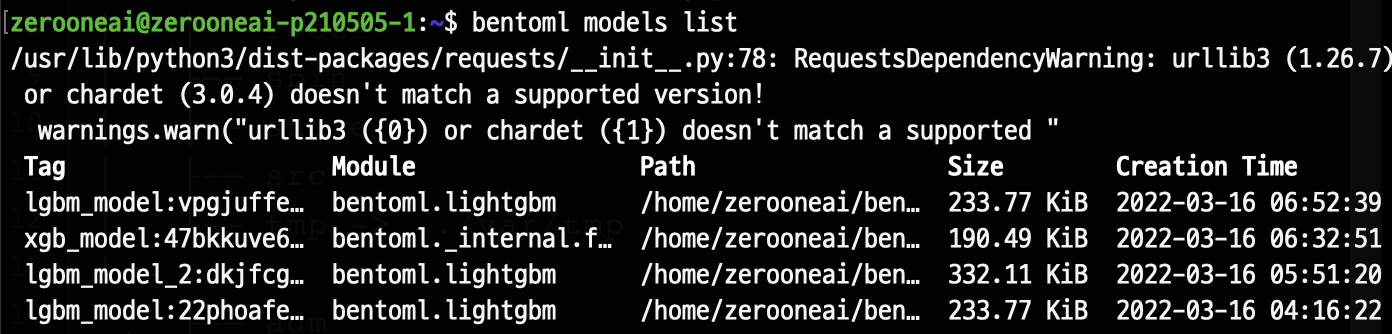 [zerooneai@zerooneai-p210505-1:~$ bentoml models list
/usr/lib/python3/dist-packages/requests/__init__.py:78: RequestsDependencyWarning: urllib3 (1.26.7)
or chardet (3.0.4) doesn't match a supported version!
warnings.warn("urllib3 ({0}) or chardet ({1}) doesn't match a supported "
Tag Module Path Size Creation Time
lgbm_model:vpgjuffe… bentoml.lightgbm /home/zerooneai/ben… 233.77 KiB 2022-03-16 06:52:39
xgb_model:47bkkuve6… bentoml._internal.f… /home/zerooneai/ben… 190.49 KiB 2022-03-16 06:32:51
lgbm_model_2:dkjfcg… bentoml.lightgbm /home/zerooneai/ben… 332.11 KiB 2022-03-16 05:51:20
lgbm_model:22phoafe… bentoml.lightgbm /home/zerooneai/ben… 233.77 KiB 2022-03-16 04:16:22